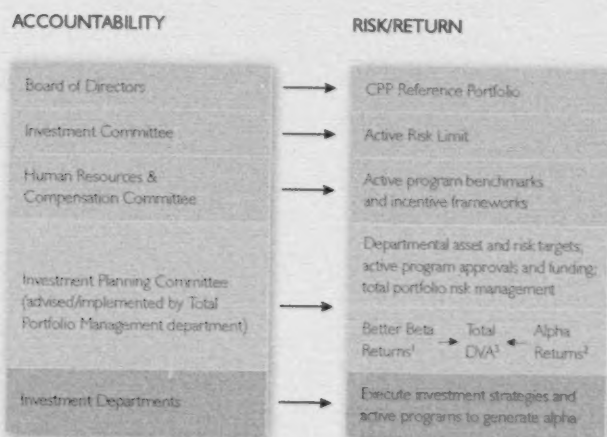 ACCOUNTABILITY
RISK/RETURN
Board of Directors
CPP Reference Portfolio
Investment Committee
Active Risk Limit
Human Resources &
Compensation Committee
Active program benchmarks
and incentive frameworks
Investment Planning Committee
(advised/implemented by Total
Portfolio Management department)
Departmental asset and risk targets;
active program approvals and funding;
total portfolio risk management
Better Beta Total Alpha
Returns¹ DVA³ Returns²
Investment Departments
Execute investment strategies and
active programs to generate alpha